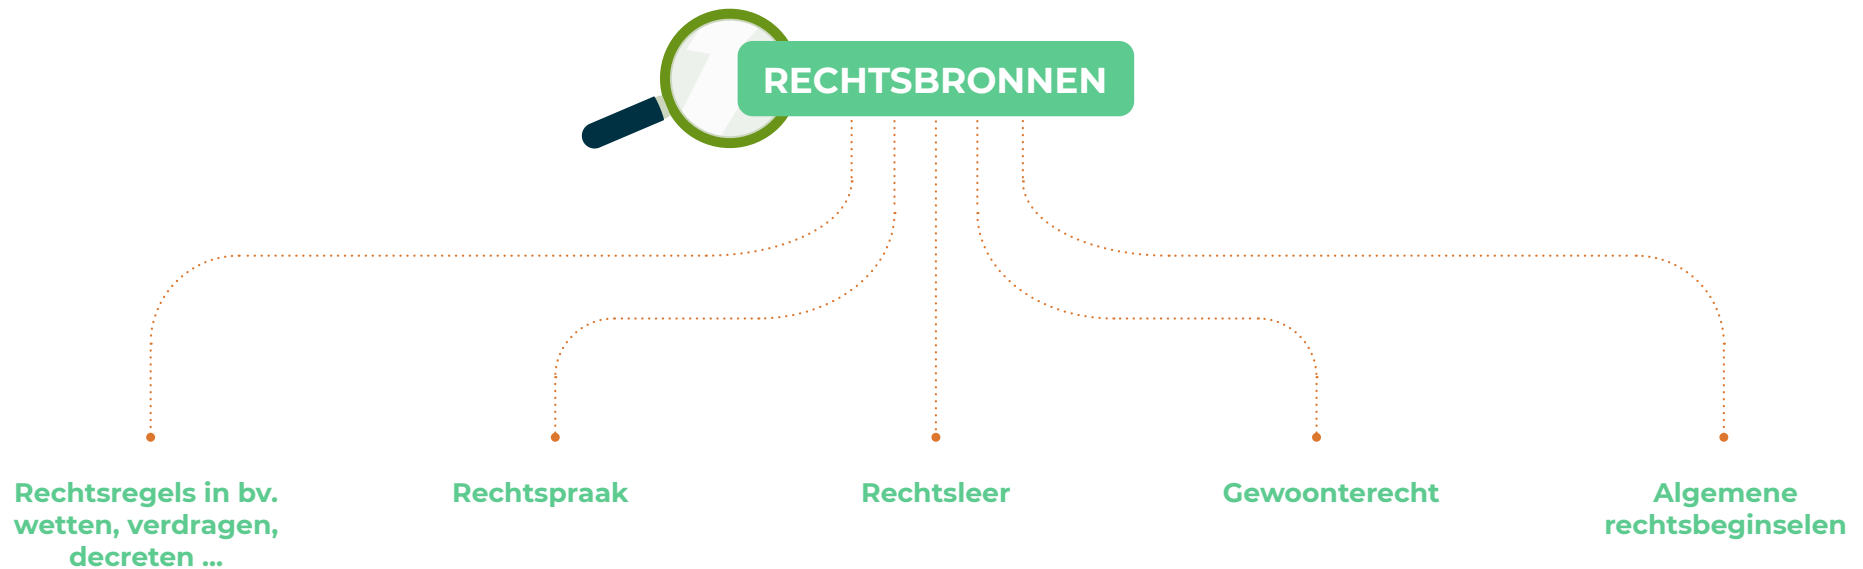 RECHTSBRONNEN
Rechtsregels in bv.
wetten, verdragen,
decreten ...
Rechtspraak
Rechtsleer
Gewoonterecht
Algemene
rechtsbeginselen